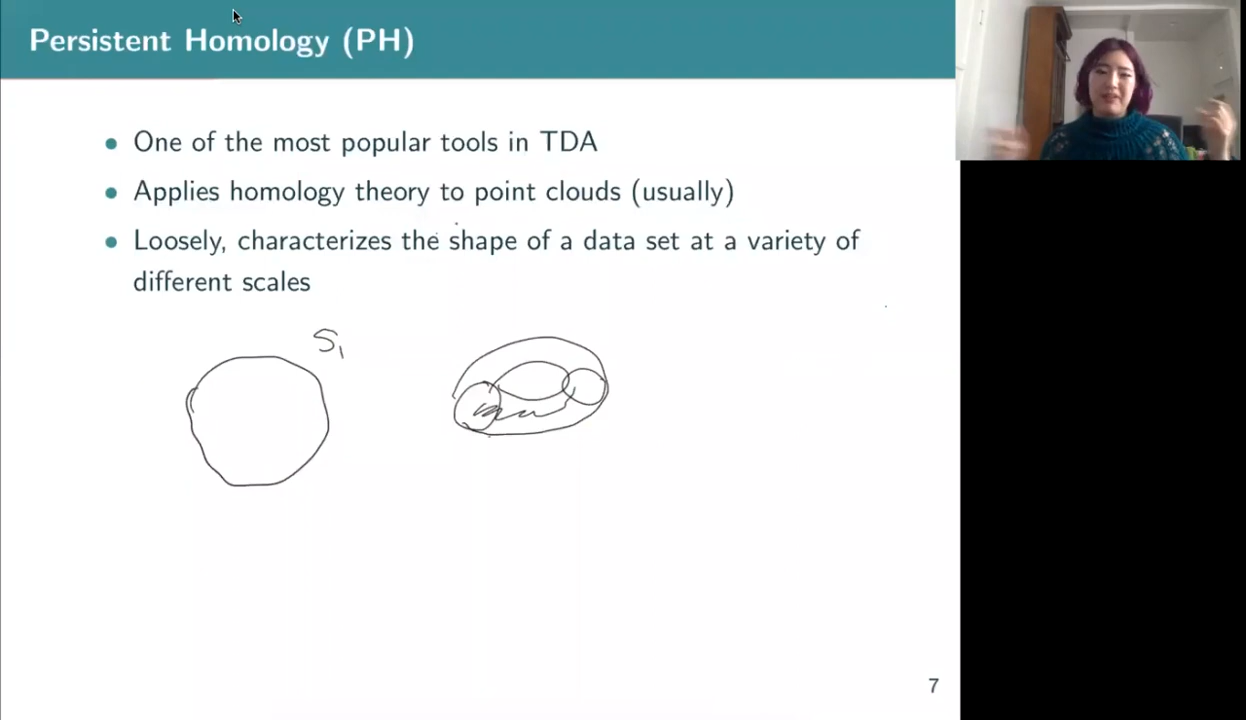 Persistent Homology (PH)
• One of the most popular tools in TDA
• Applies homology theory to point clouds (usually)
• Loosely, characterizes the shape of a data set at a variety of
different scales
S₁
7